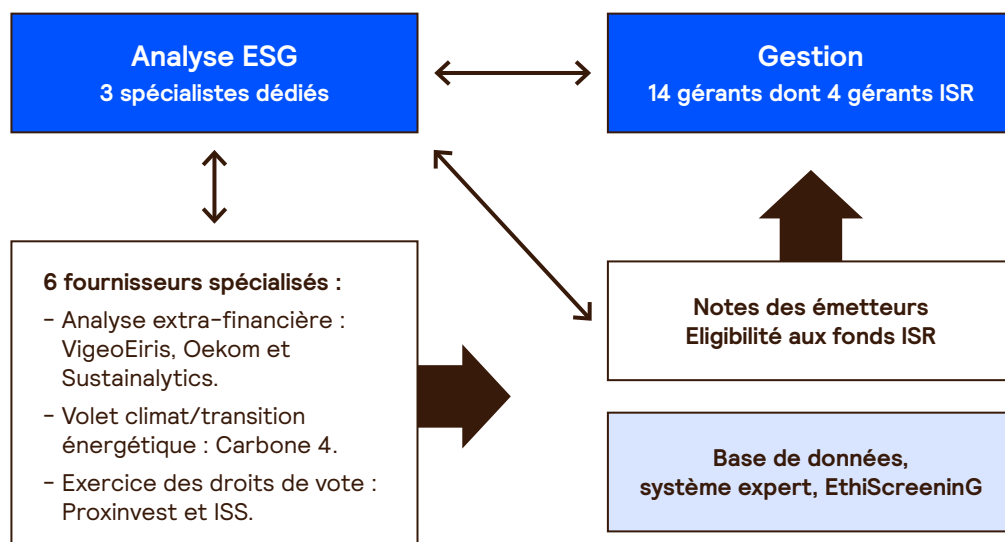 Analyse ESG
3 spécialistes dédiés
Gestion
14 gérants dont 4 gérants ISR
6 fournisseurs spécialisés :
- Analyse extra-financière :
VigeoEiris, Oekom et
Sustainalytics.
- Volet climat/transition
énergétique : Carbone 4.
- Exercice des droits de vote :
Proxinvest et ISS.
Notes des émetteurs
Eligibilité aux fonds ISR
Base de données,
système expert, EthiScreeninG